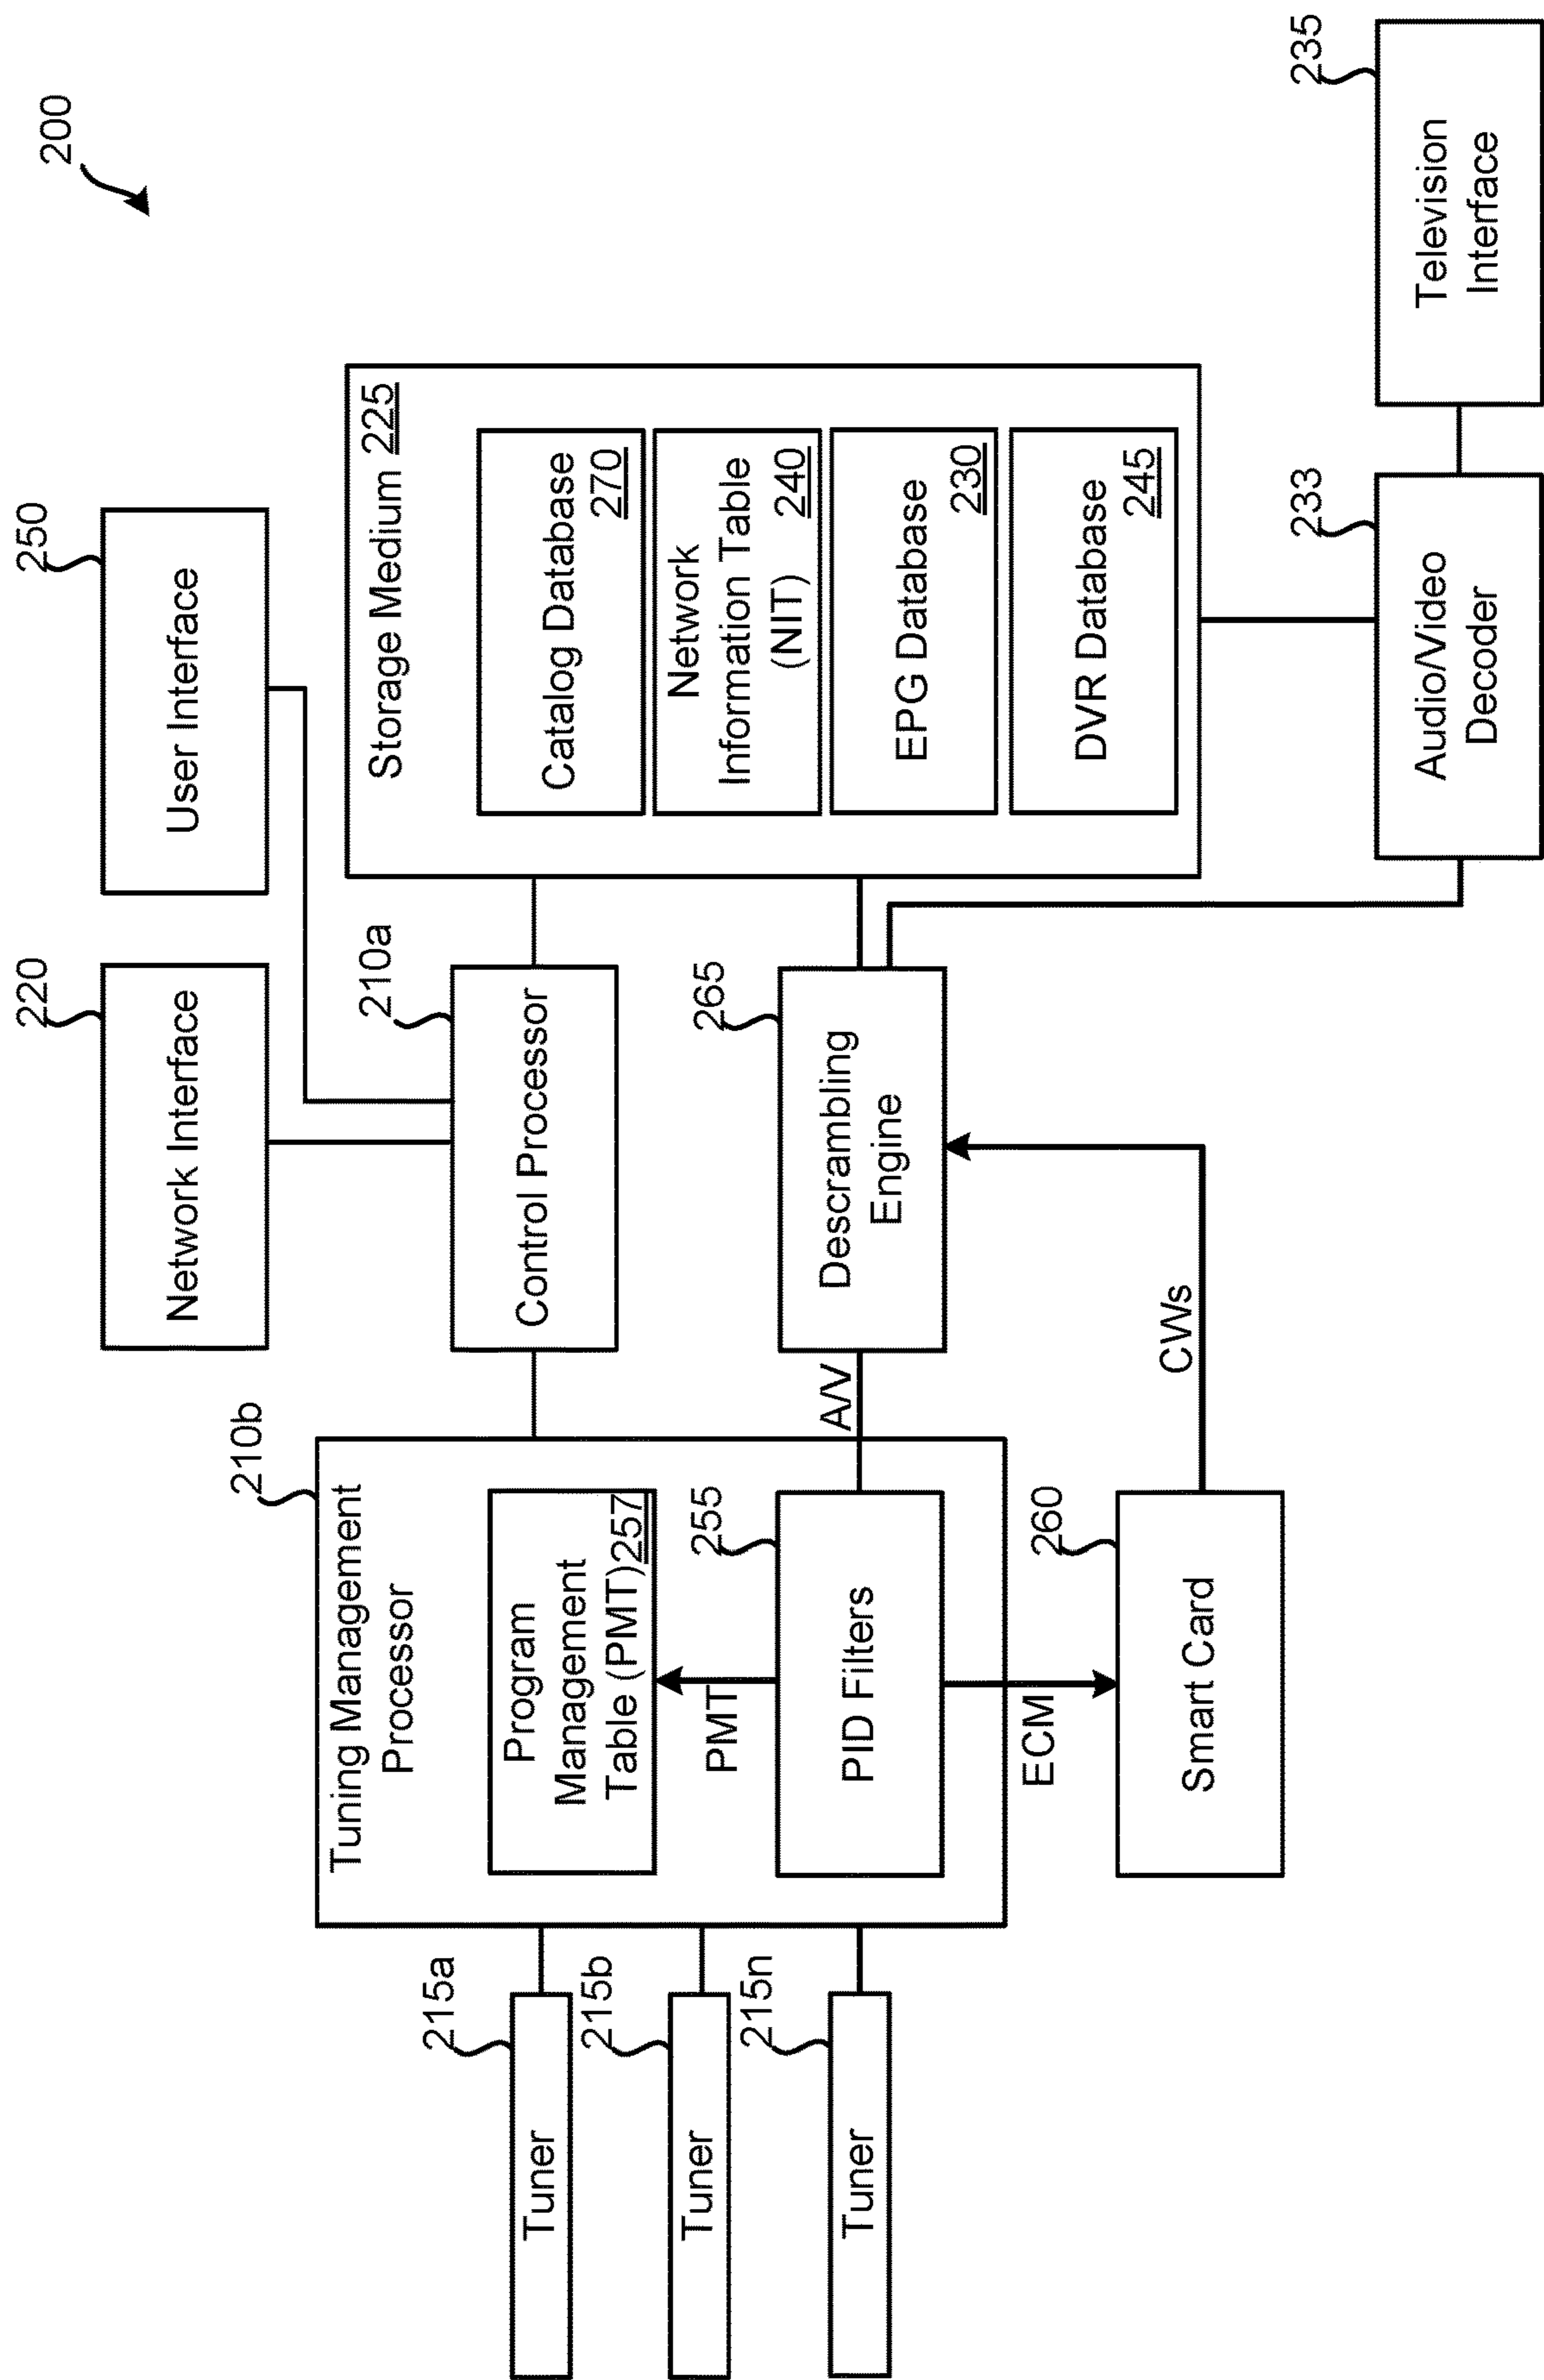 200
220
Network Interface
250
User Interface
210b
Tuning Management
Processor
Program
Management
Table (PMT)257
PMT
255
PID Filters
ECM
A/V
210a
Control Processor
265
Descrambling
Engine
CWs
260
Smart Card
215a
Tuner
215b
Tuner
215n
Tuner
Storage Medium 225
Catalog Database
270
Network
Information Table
(NIT) 240
EPG Database
230
DVR Database
245
233
Audio/Video
Decoder
235
Television
Interface